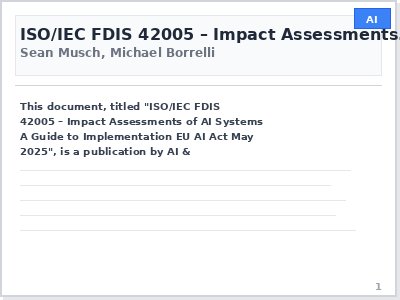 AI
ISO/IEC FDIS 42005 – Impact Assessments.
Sean Musch, Michael Borrelli
This document, titled "ISO/IEC FDIS
42005 – Impact Assessments of AI Systems
A Guide to Implementation EU AI Act May
2025", is a publication by AI &
1